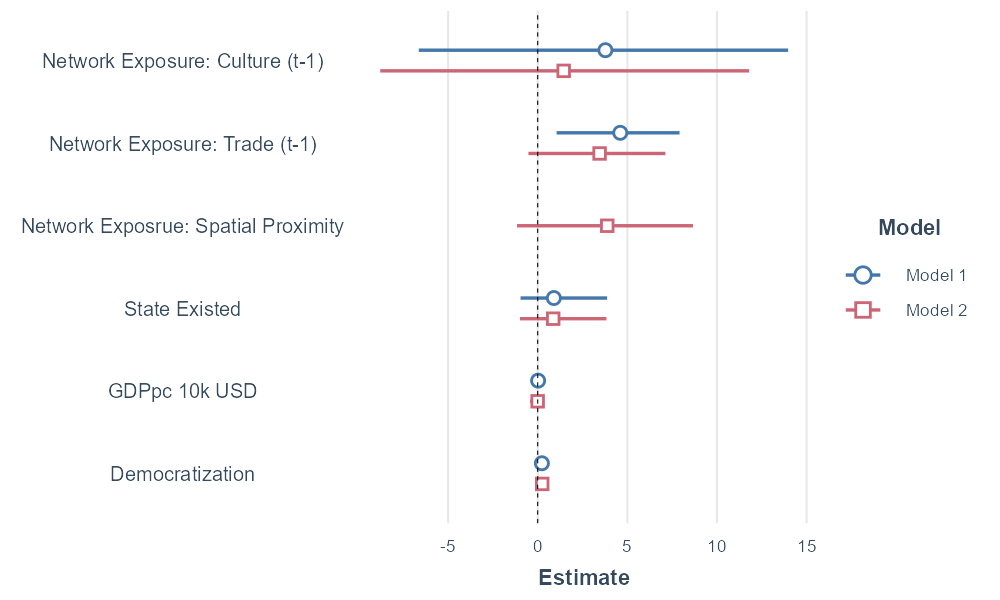 Network Exposure: Culture (t-1)
Network Exposure: Trade (t-1)
Network Exposrue: Spatial Proximity
State Existed
GDPpc 10k USD
Democratization
-5 0 5 10 15
Estimate
Model
Model 1
Model 2